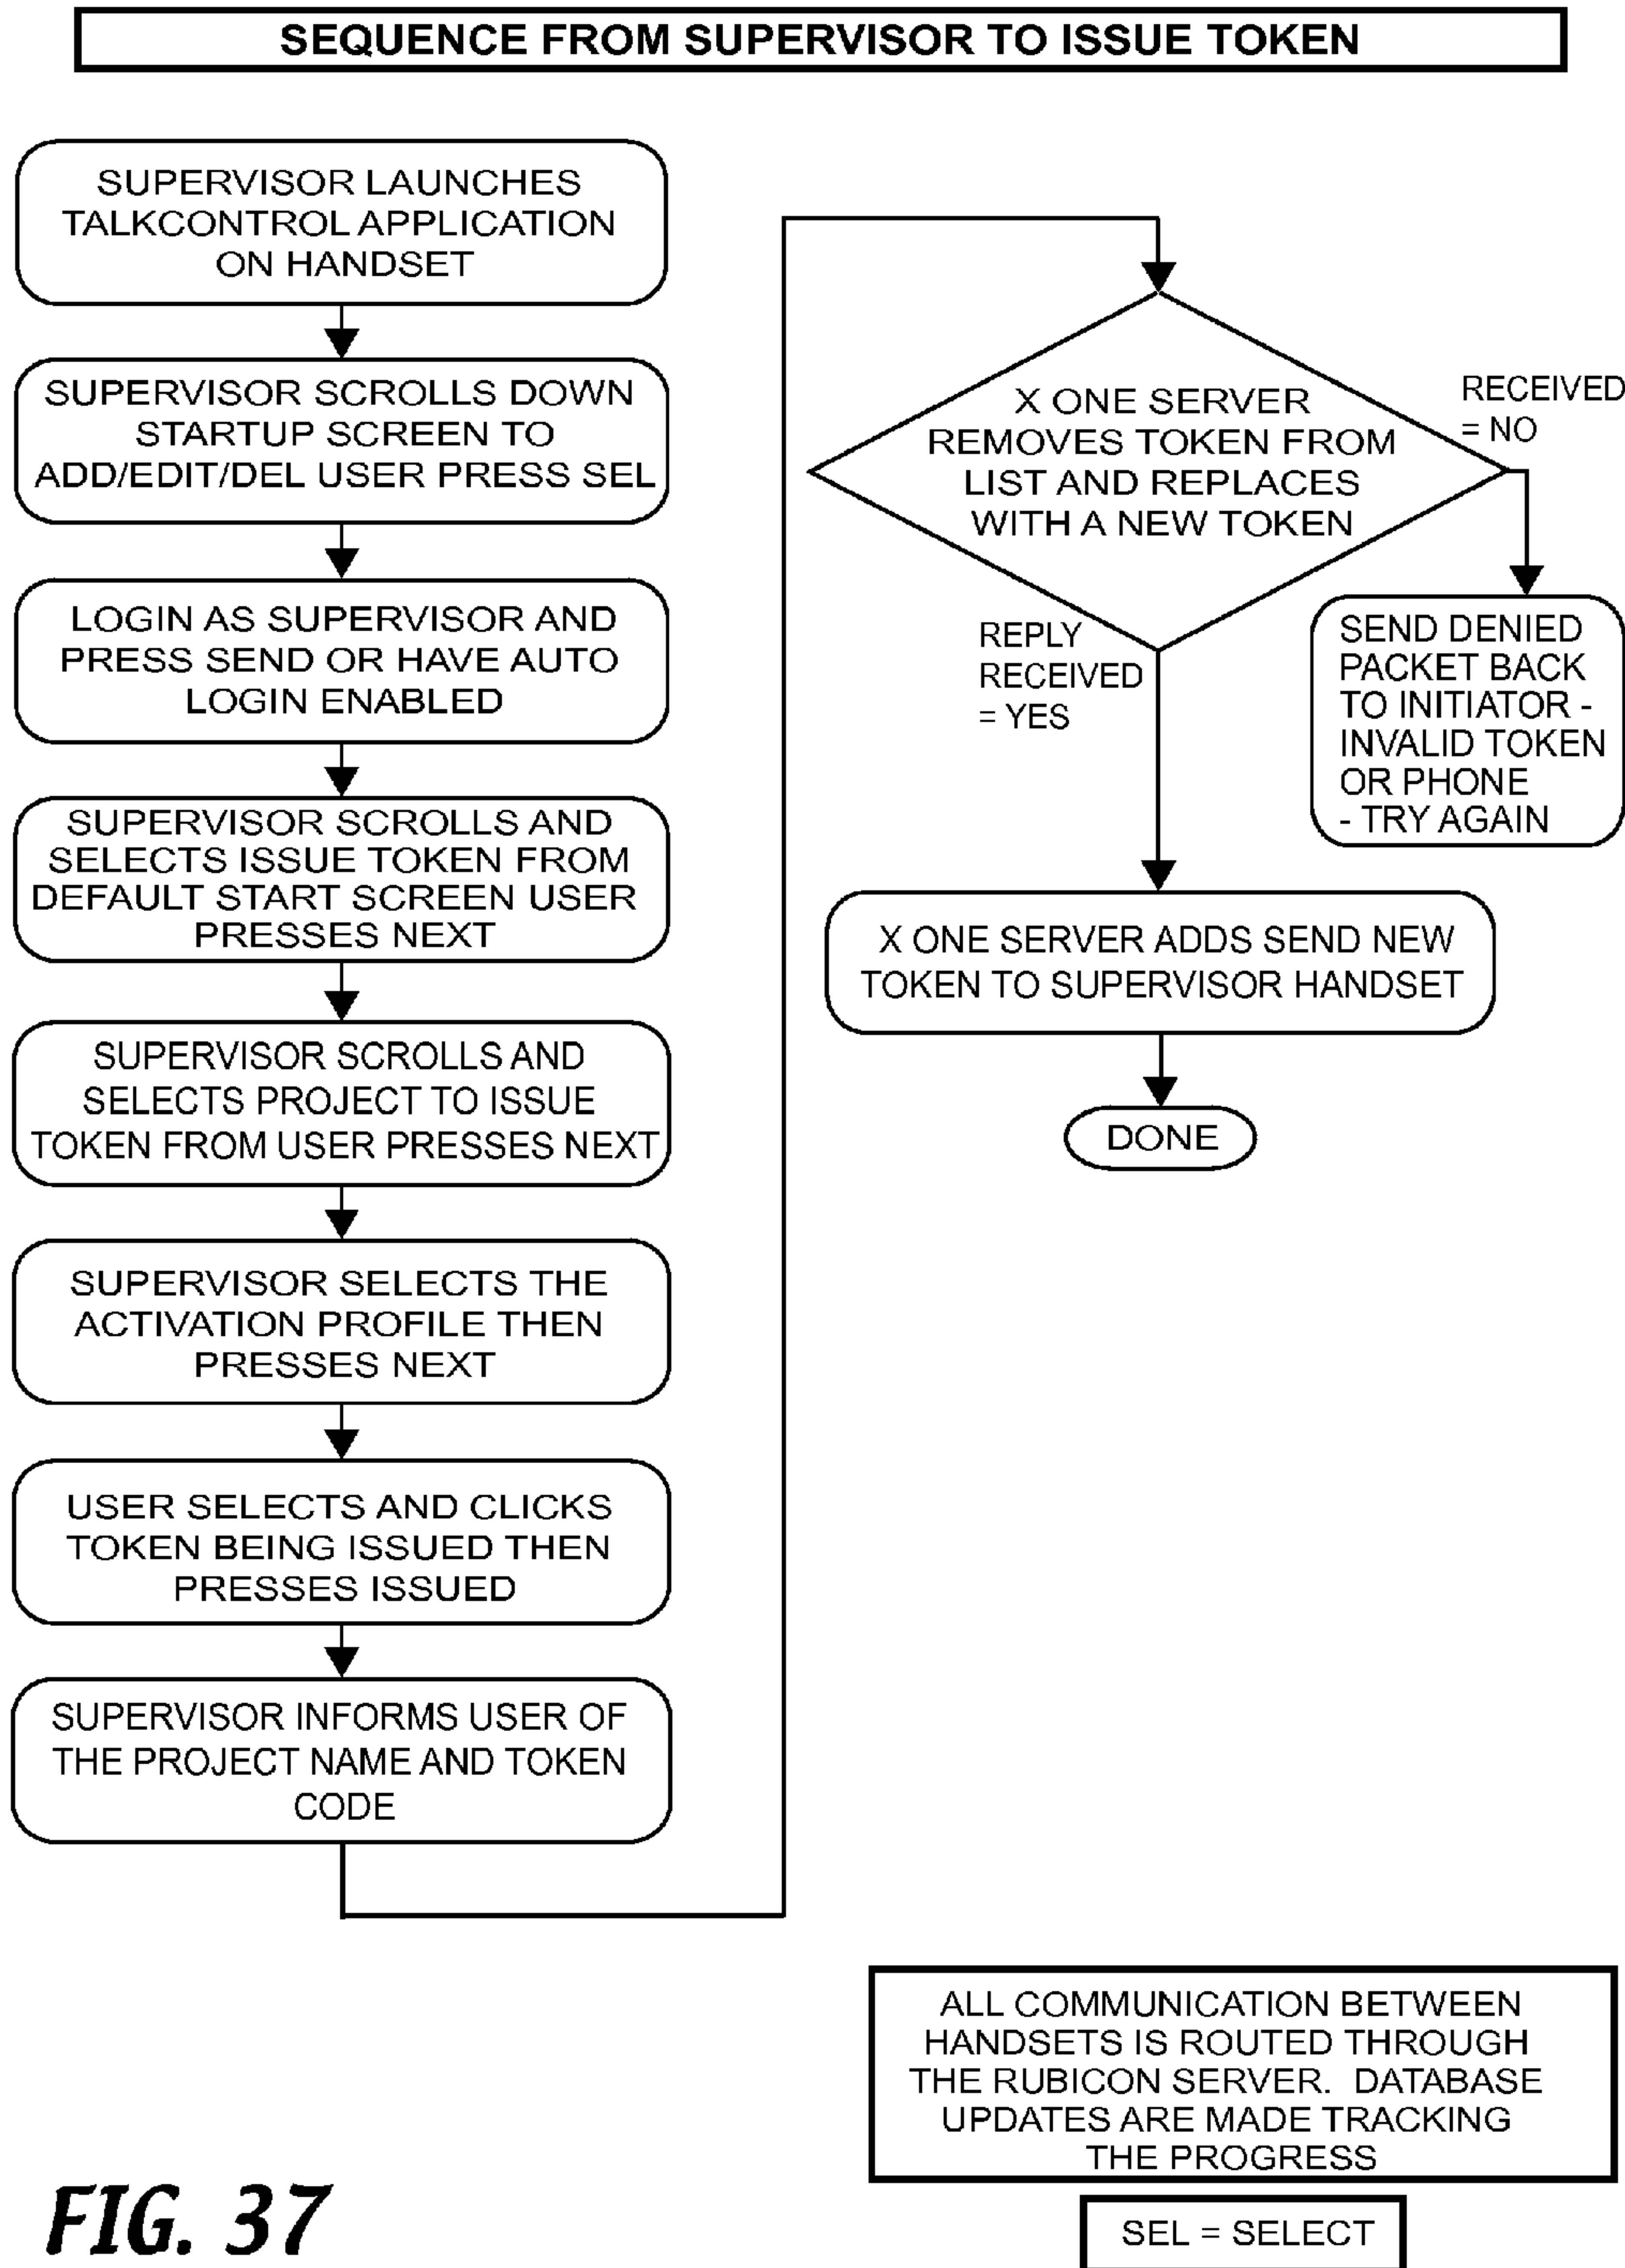 SEQUENCE FROM SUPERVISOR TO ISSUE TOKEN
SUPERVISOR LAUNCHES
TALKCONTROL APPLICATION
ON HANDSET
SUPERVISOR SCROLLS DOWN
STARTUP SCREEN TO
ADD/EDIT/DEL USER PRESS SEL
LOGIN AS SUPERVISOR AND
PRESS SEND OR HAVE AUTO
LOGIN ENABLED
SUPERVISOR SCROLLS AND
SELECTS ISSUE TOKEN FROM
DEFAULT START SCREEN USER
PRESSES NEXT
SUPERVISOR SCROLLS AND
SELECTS PROJECT TO ISSUE
TOKEN FROM USER PRESSES NEXT
SUPERVISOR SELECTS THE
ACTIVATION PROFILE THEN
PRESSES NEXT
USER SELECTS AND CLICKS
TOKEN BEING ISSUED THEN
PRESSES ISSUED
SUPERVISOR INFORMS USER OF
THE PROJECT NAME AND TOKEN
CODE
X ONE SERVER
REMOVES TOKEN FROM
LIST AND REPLACES
WITH A NEW TOKEN
RECEIVED
= NO
SEND DENIED
PACKET BACK
TO INITIATOR -
INVALID TOKEN
OR PHONE
- TRY AGAIN
REPLY
RECEIVED
= YES
X ONE SERVER ADDS SEND NEW
TOKEN TO SUPERVISOR HANDSET
DONE
ALL COMMUNICATION BETWEEN
HANDSETS IS ROUTED THROUGH
THE RUBICON SERVER. DATABASE
UPDATES ARE MADE TRACKING
THE PROGRESS
SEL = SELECT
FIG. 37